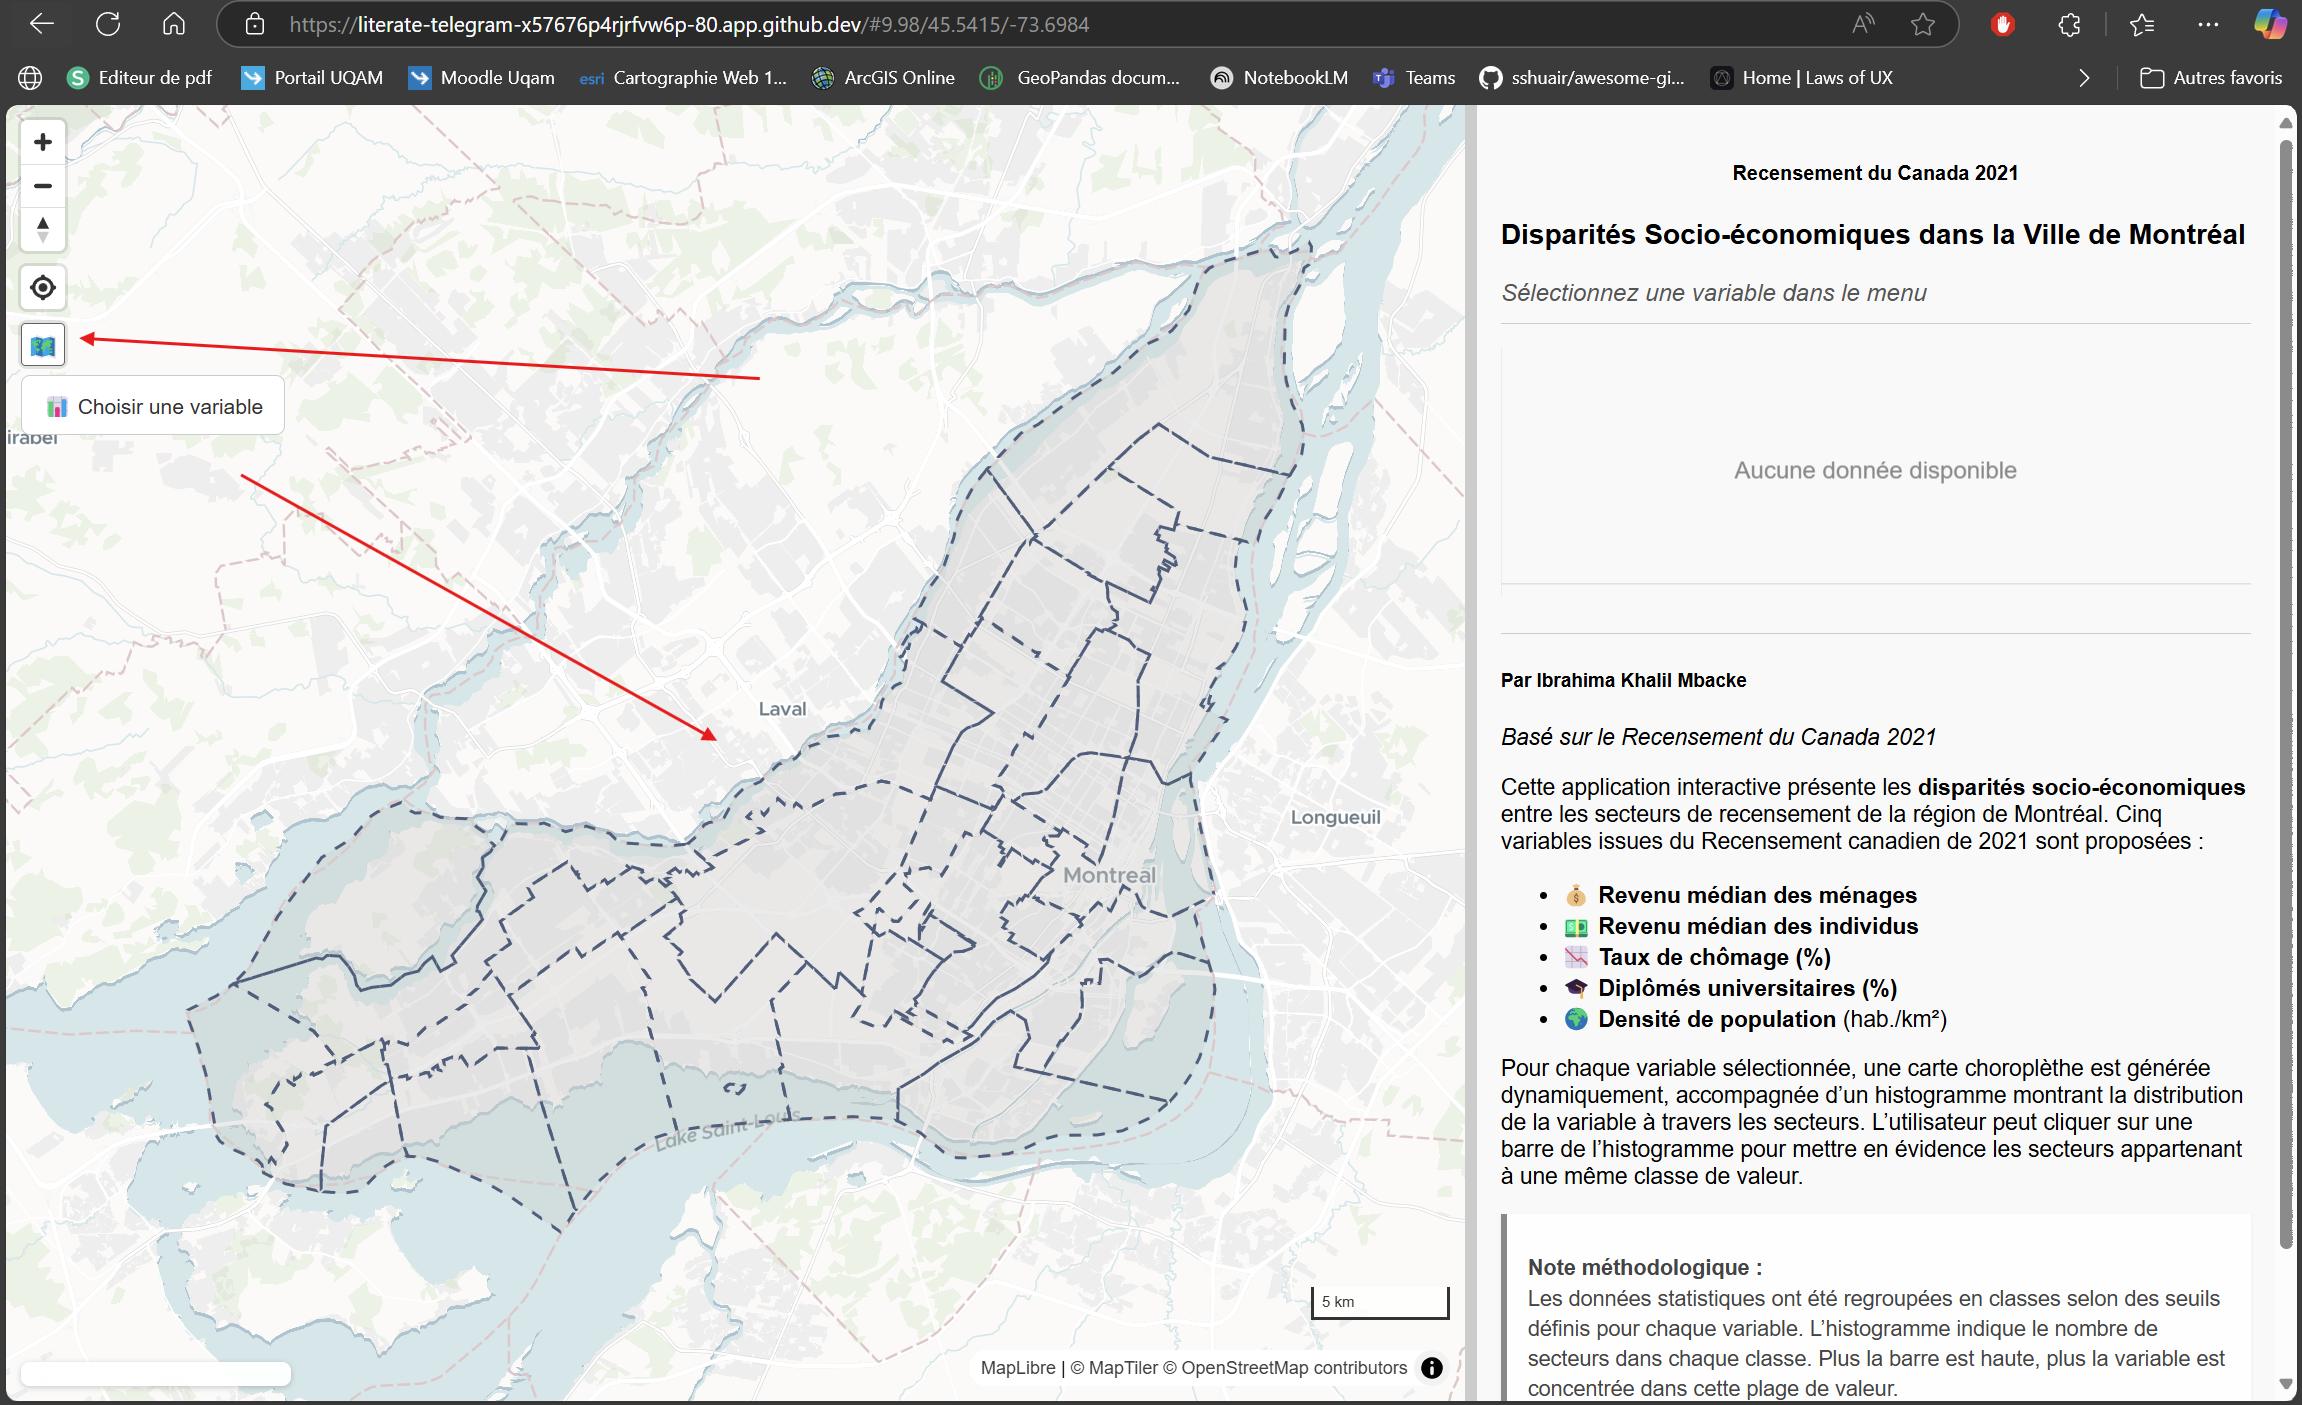 https://literate-telegram-x57676p4rjrfvw6p-80.app.github.dev/#9.98/45.5415/-73.6984
Editeur de pdf
Portail UQAM
Moodle Uqam
esri Cartographie Web 1...
ArcGIS Online
GeoPandas docum...
NotebookLM
Teams
sshuair/awesome-gi...
Home | Laws of UX
Autres favoris
Choisir une variable
irabel
Laval
Longueuil
Montreal
Lake Saint-Louis
5 km
MapLibre | © MapTiler © OpenStreetMap contributors
Recensement du Canada 2021
Disparités Socio-économiques dans la Ville de Montréal
Sélectionnez une variable dans le menu
Aucune donnée disponible
Par Ibrahima Khalil Mbacke
Basé sur le Recensement du Canada 2021
Cette application interactive présente les disparités socio-économiques
entre les secteurs de recensement de la région de Montréal. Cinq
variables issues du Recensement canadien de 2021 sont proposées :
• 💰 Revenu médian des ménages
• 💵 Revenu médian des individus
• 📉 Taux de chômage (%)
• 🎓 Diplômés universitaires (%)
• 🌍 Densité de population (hab./km²)
Pour chaque variable sélectionnée, une carte choroplèthe est générée
dynamiquement, accompagnée d’un histogramme montrant la distribution
de la variable à travers les secteurs. L’utilisateur peut cliquer sur une
barre de l’histogramme pour mettre en évidence les secteurs appartenant
à une même classe de valeur.
Note méthodologique :
Les données statistiques ont été regroupées en classes selon des seuils
définis pour chaque variable. L’histogramme indique le nombre de
secteurs dans chaque classe. Plus la barre est haute, plus la variable est
concentrée dans cette plage de valeur.